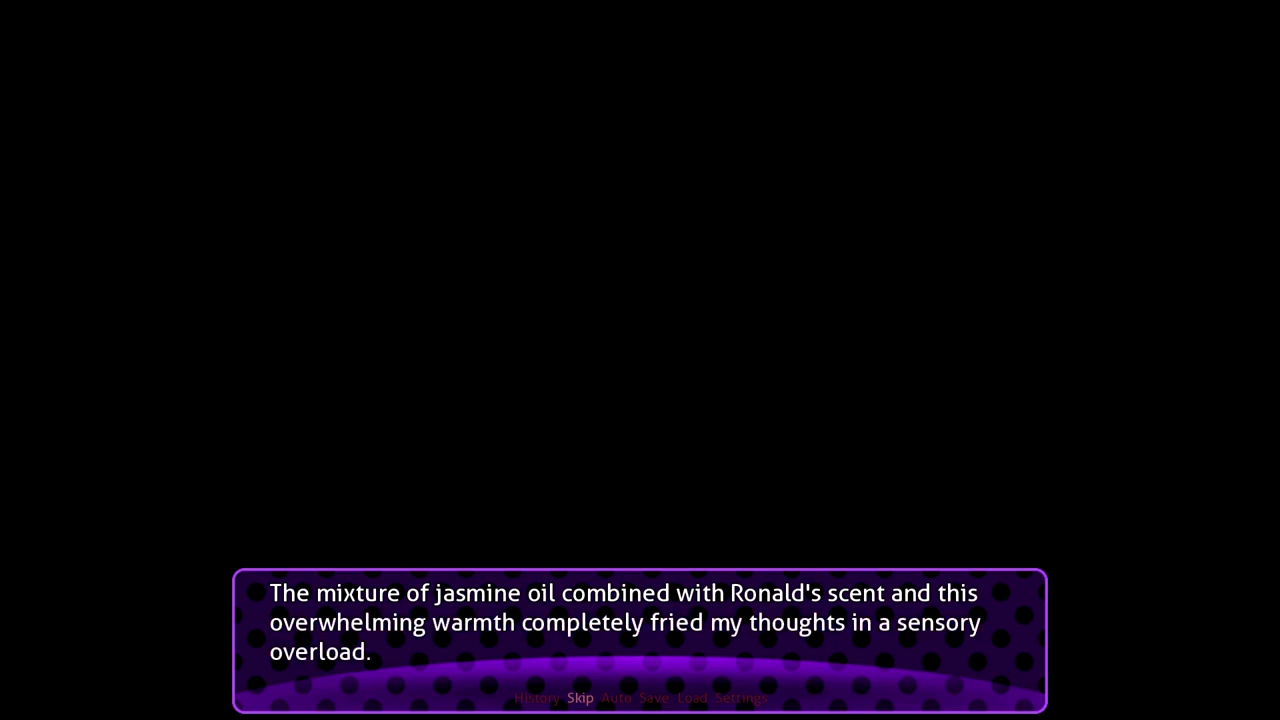 The mixture of jasmine oil combined with Ronald's scent and this
overwhelming warmth completely fried my thoughts in a sensory
overload.
History Skip Auto Save Load Settings